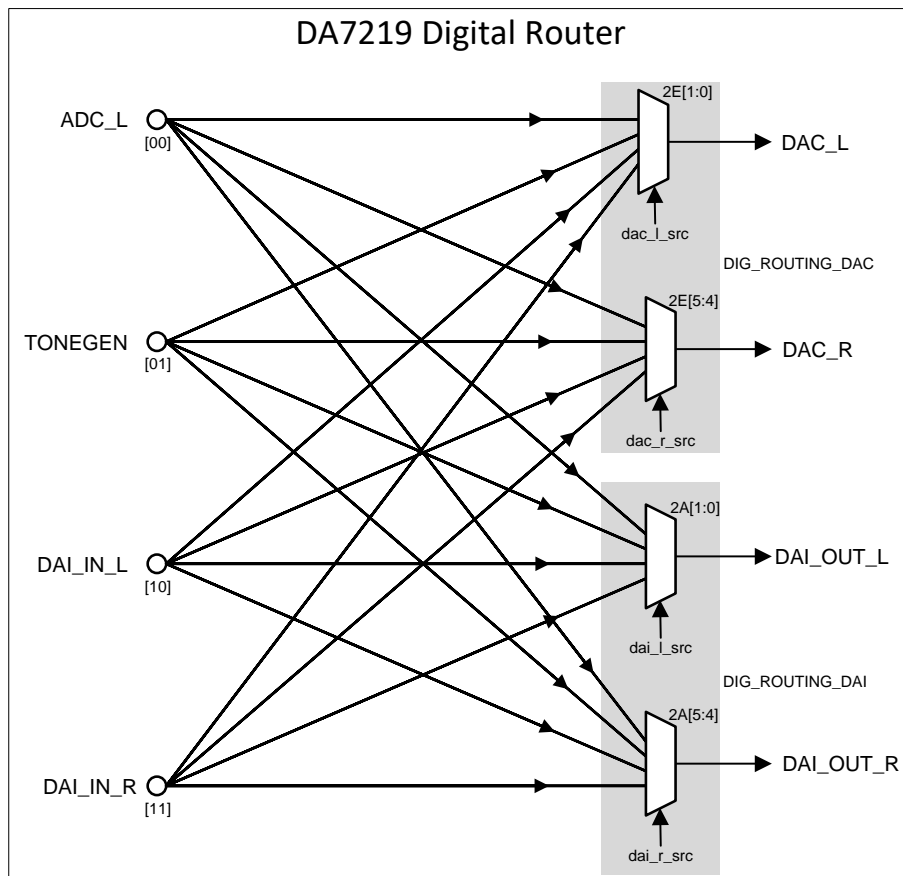 DA7219 Digital Router
2E[1:0]
ADC_L
[00]
DAC_L
dac_l_src
DIG_ROUTING_DAC
2E[5:4]
TONEGEN
[01]
DAC_R
dac_r_src
2A[1:0]
DAI_IN_L
[10]
DAI_OUT_L
dai_l_src
DIG_ROUTING_DAI
2A[5:4]
DAI_IN_R
[11]
DAI_OUT_R
dai_r_src